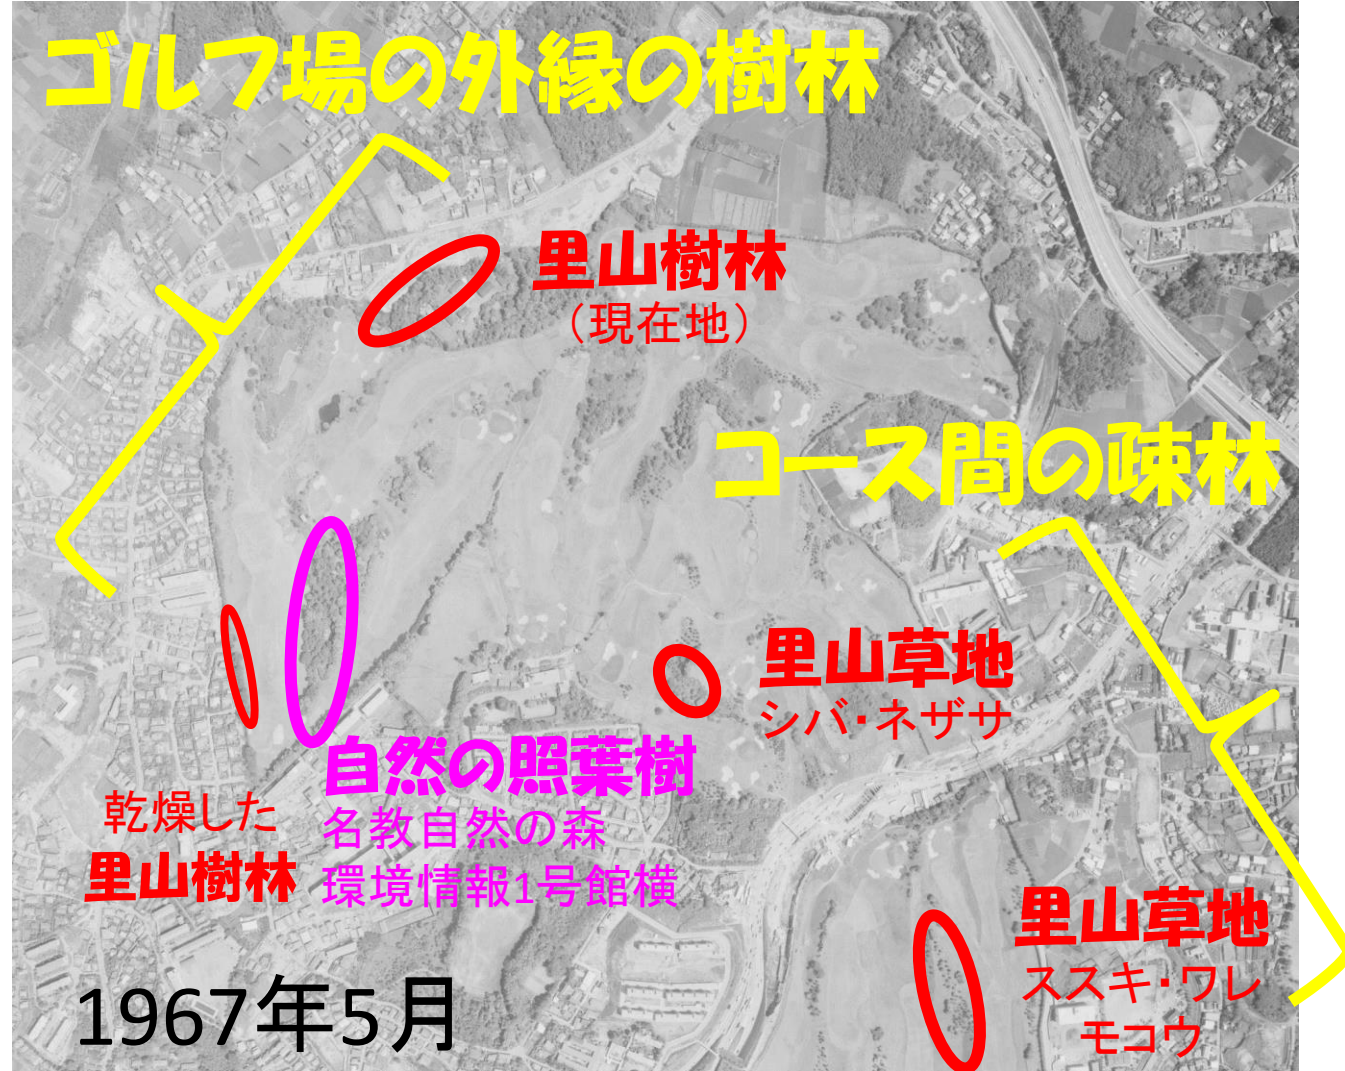 ゴルフ場の外縁の樹林
里山樹林
（現在地）
コース間の疎林
里山草地
シバ・ネザサ
自然の照葉樹
名教自然の森
環境情報1号館横
乾燥した
里山樹林
里山草地
ススキ・ワレ
モコウ
1967年5月